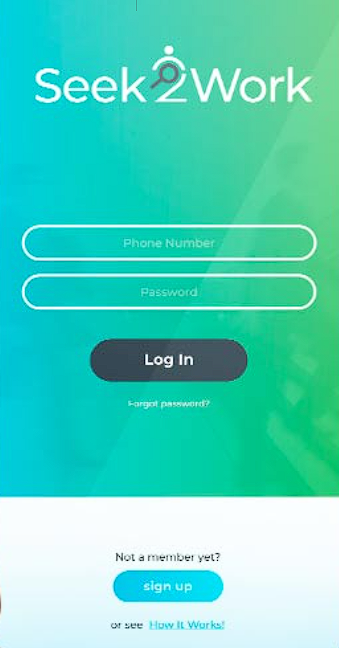 Seek2Work
Phone Number
Password
Log In
Forgot password?
Not a member yet?
sign up
or see How It Works!